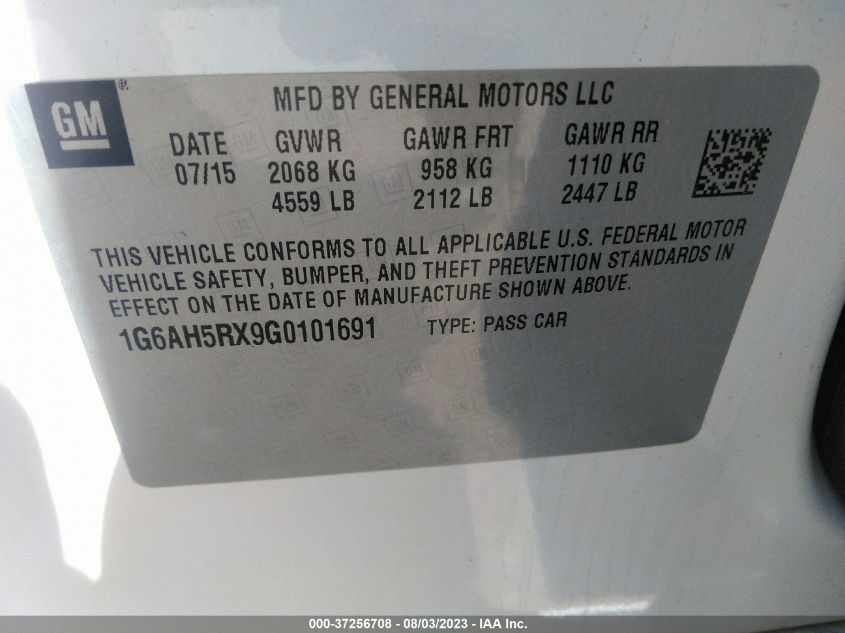 GM
MFD BY GENERAL MOTORS LLC
DATE GVWR GAWR FRT GAWR RR
07/15 2068 KG 958 KG 1110 KG
4559 LB 2112 LB 2447 LB
THIS VEHICLE CONFORMS TO ALL APPLICABLE U.S. FEDERAL MOTOR
VEHICLE SAFETY, BUMPER, AND THEFT PREVENTION STANDARDS IN
EFFECT ON THE DATE OF MANUFACTURE SHOWN ABOVE.
1G6AH5RX9G0101691 TYPE: PASS CAR
000-37256708 - 08/03/2023 - IAA Inc.